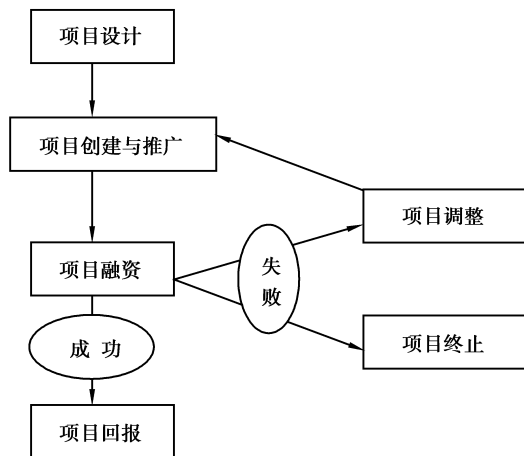 项目设计
项目创建与推广
项目调整
项目融资
失
败
项目终止
成 功
项目回报